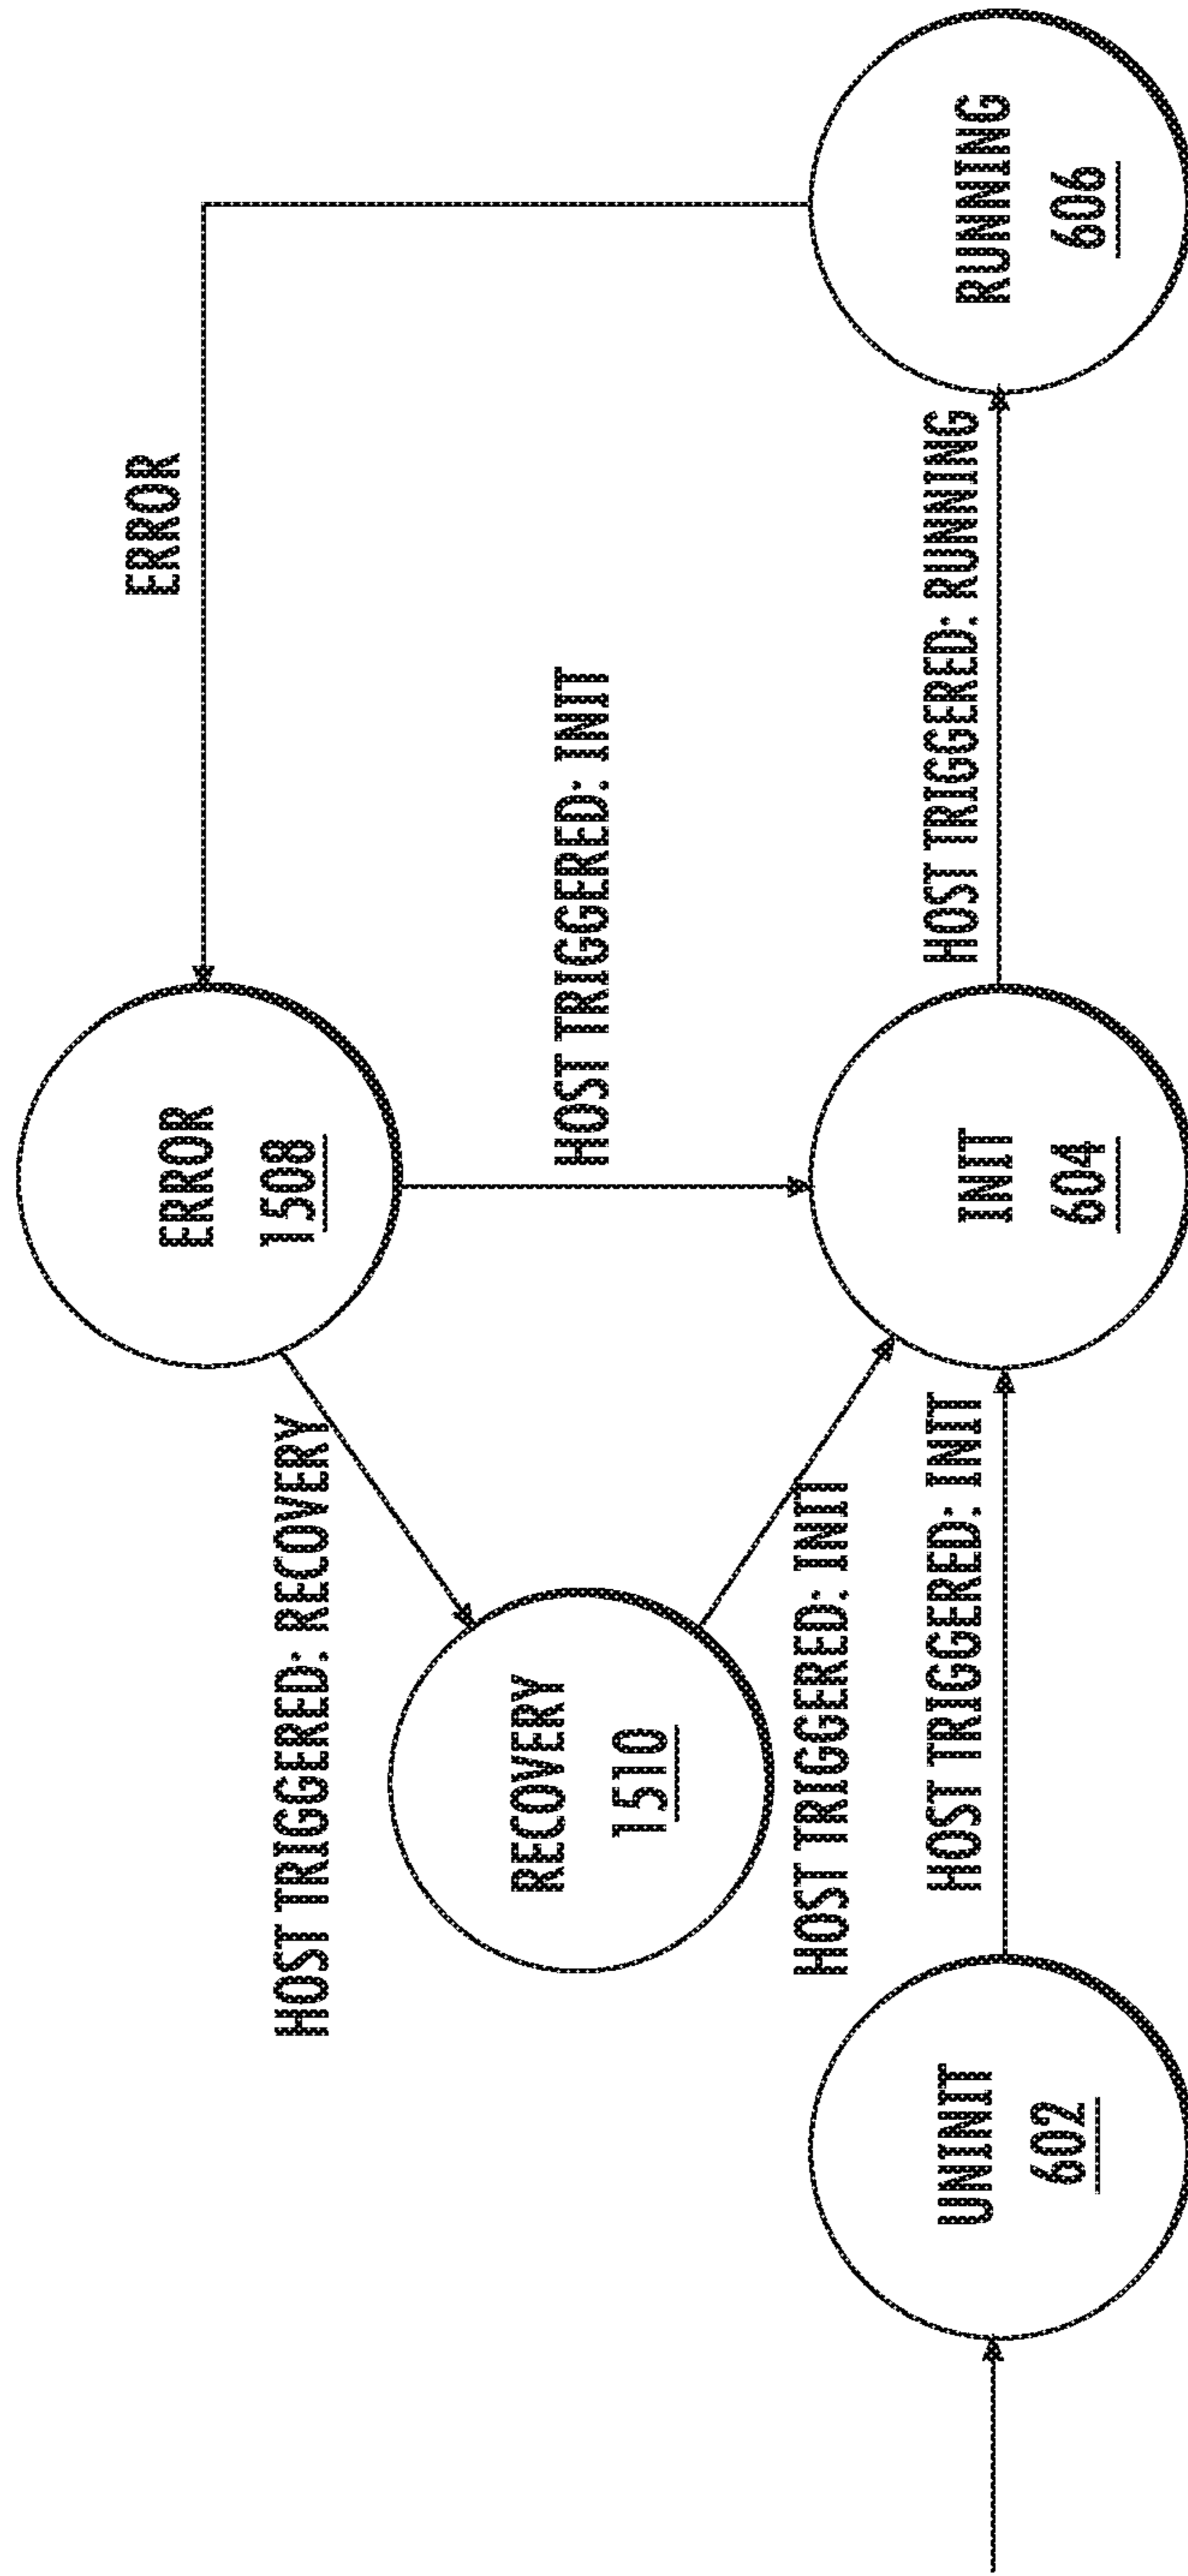 ERROR
ERROR
1508
HOST TRIGGERED: RECOVERY
RECOVERY
1510
HOST TRIGGERED: INIT
HOST TRIGGERED: INIT
HOST TRIGGERED: INIT
HOST TRIGGERED: RUNNING
UNINIT
602
INIT
604
RUNNING
606